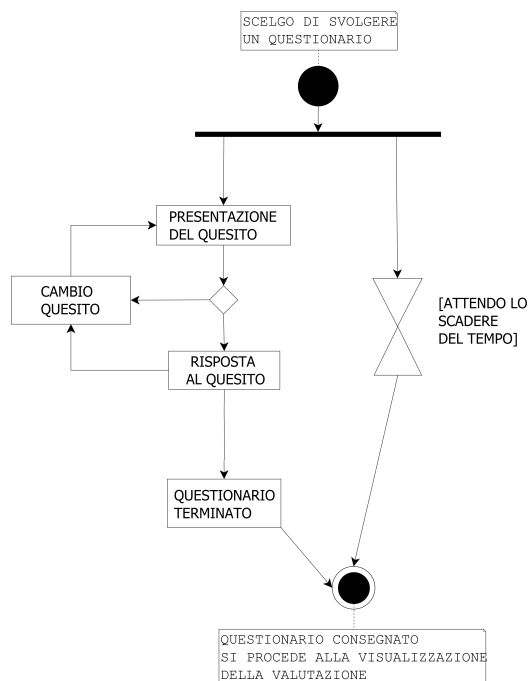 SCELGO DI SVOLGERE
UN QUESTIONARIO
PRESENTAZIONE
DEL QUESITO
CAMBIO
QUESITO
[ATTENDO LO
SCADERE
DEL TEMPO]
RISPOSTA
AL QUESITO
QUESTIONARIO
TERMINATO
QUESTIONARIO CONSEGNATO
SI PROCEDE ALLA VISUALIZZAZIONE
DELLA VALUTAZIONE